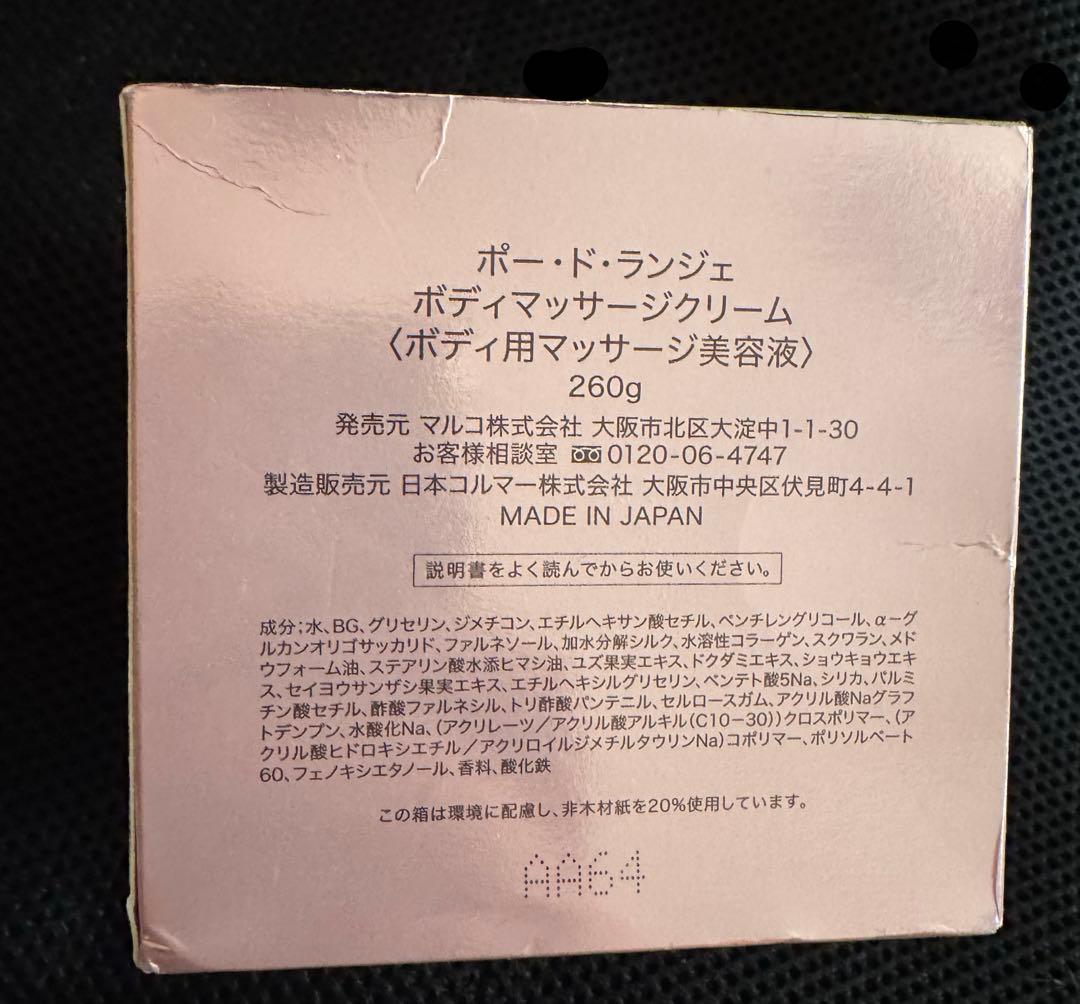 ポー・ド・ランジェ
ボディマッサージクリーム
〈ボディ用マッサージ美容液〉
260g
発売元 マルコ株式会社 大阪市北区大淀中1-1-30
お客様相談室 0120-06-4747
製造販売元 日本コルマー株式会社 大阪市中央区伏見町4-4-1
MADE IN JAPAN
説明書をよく読んでからお使いください。
成分;水、BG、グリセリン、ジメチコン、エチルヘキサン酸セチル、ペンチレングリコール、α-グ
ルカンオリゴサッカリド、ファルネソール、加水分解シルク、水溶性コラーゲン、スクワラン、メド
ウフォーム油、ステアリン酸水添ヒマシ油、ユズ果実エキス、ドクダミエキス、ショウキョウエキ
ス、セイヨウサンザシ果実エキス、エチルヘキシルグリセリン、ペンテト酸5Na、シリカ、パルミ
チン酸セチル、酢酸ファルネシル、トリ酢酸パンテニル、セルロースガム、アクリル酸Naグラフ
トデンプン、水酸化Na、(アクリレーツ/アクリル酸アルキル(C10-30))クロスポリマー、(ア
クリル酸ヒドロキシエチル/アクリロイルジメチルタウリンNa)コポリマー、ポリソルベート
60、フェノキシエタノール、香料、酸化鉄
この箱は環境に配慮し、非木材紙を20%使用しています。
AA64